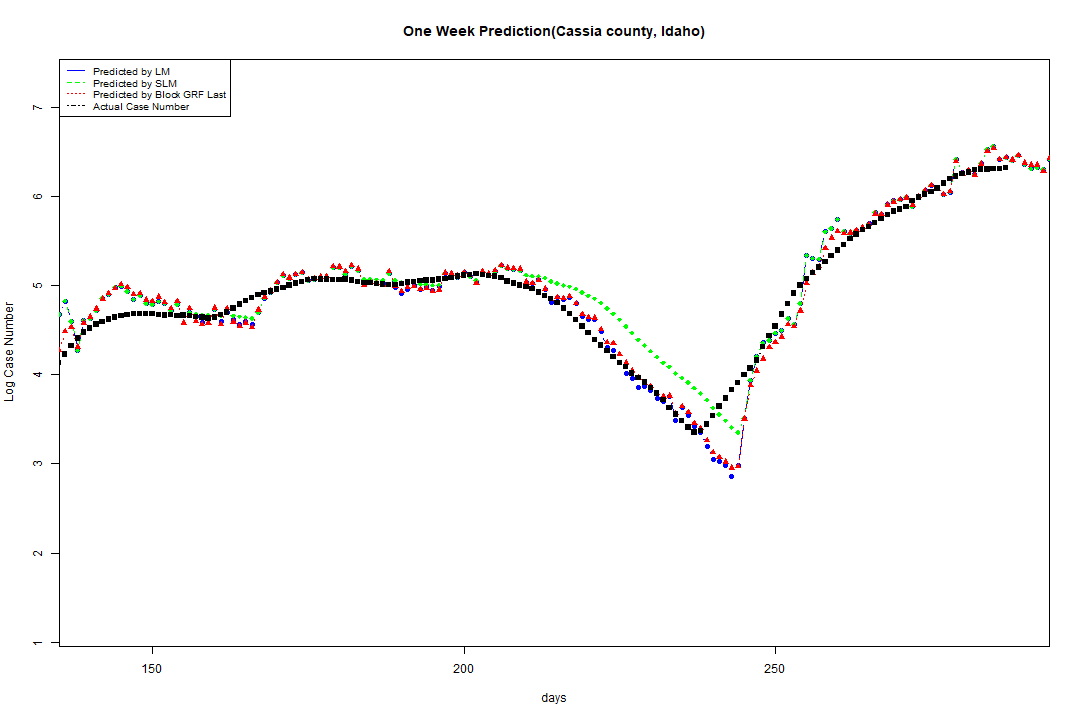 One Week Prediction(Cassia county, Idaho)
Predicted by LM
Predicted by SLM
Predicted by Block GRF Last
Actual Case Number
7
6
5
4
3
2
1
Log Case Number
150
200
250
days